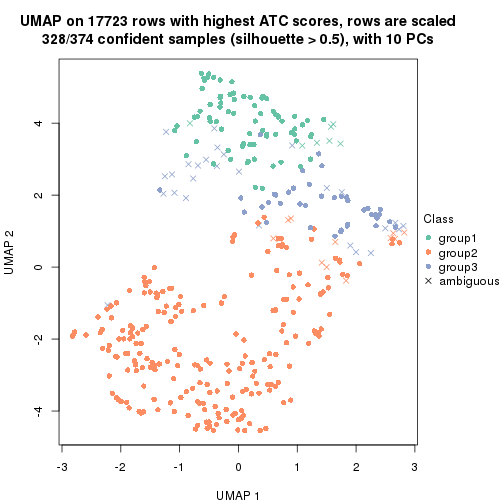 UMAP on 17723 rows with highest ATC scores, rows are scaled
328/374 confident samples (silhouette > 0.5), with 10 PCs
4
2
0
-2
-4
UMAP 2
-3
-2
-1
0
1
2
3
UMAP 1
Class
group1
group2
group3
ambiguous